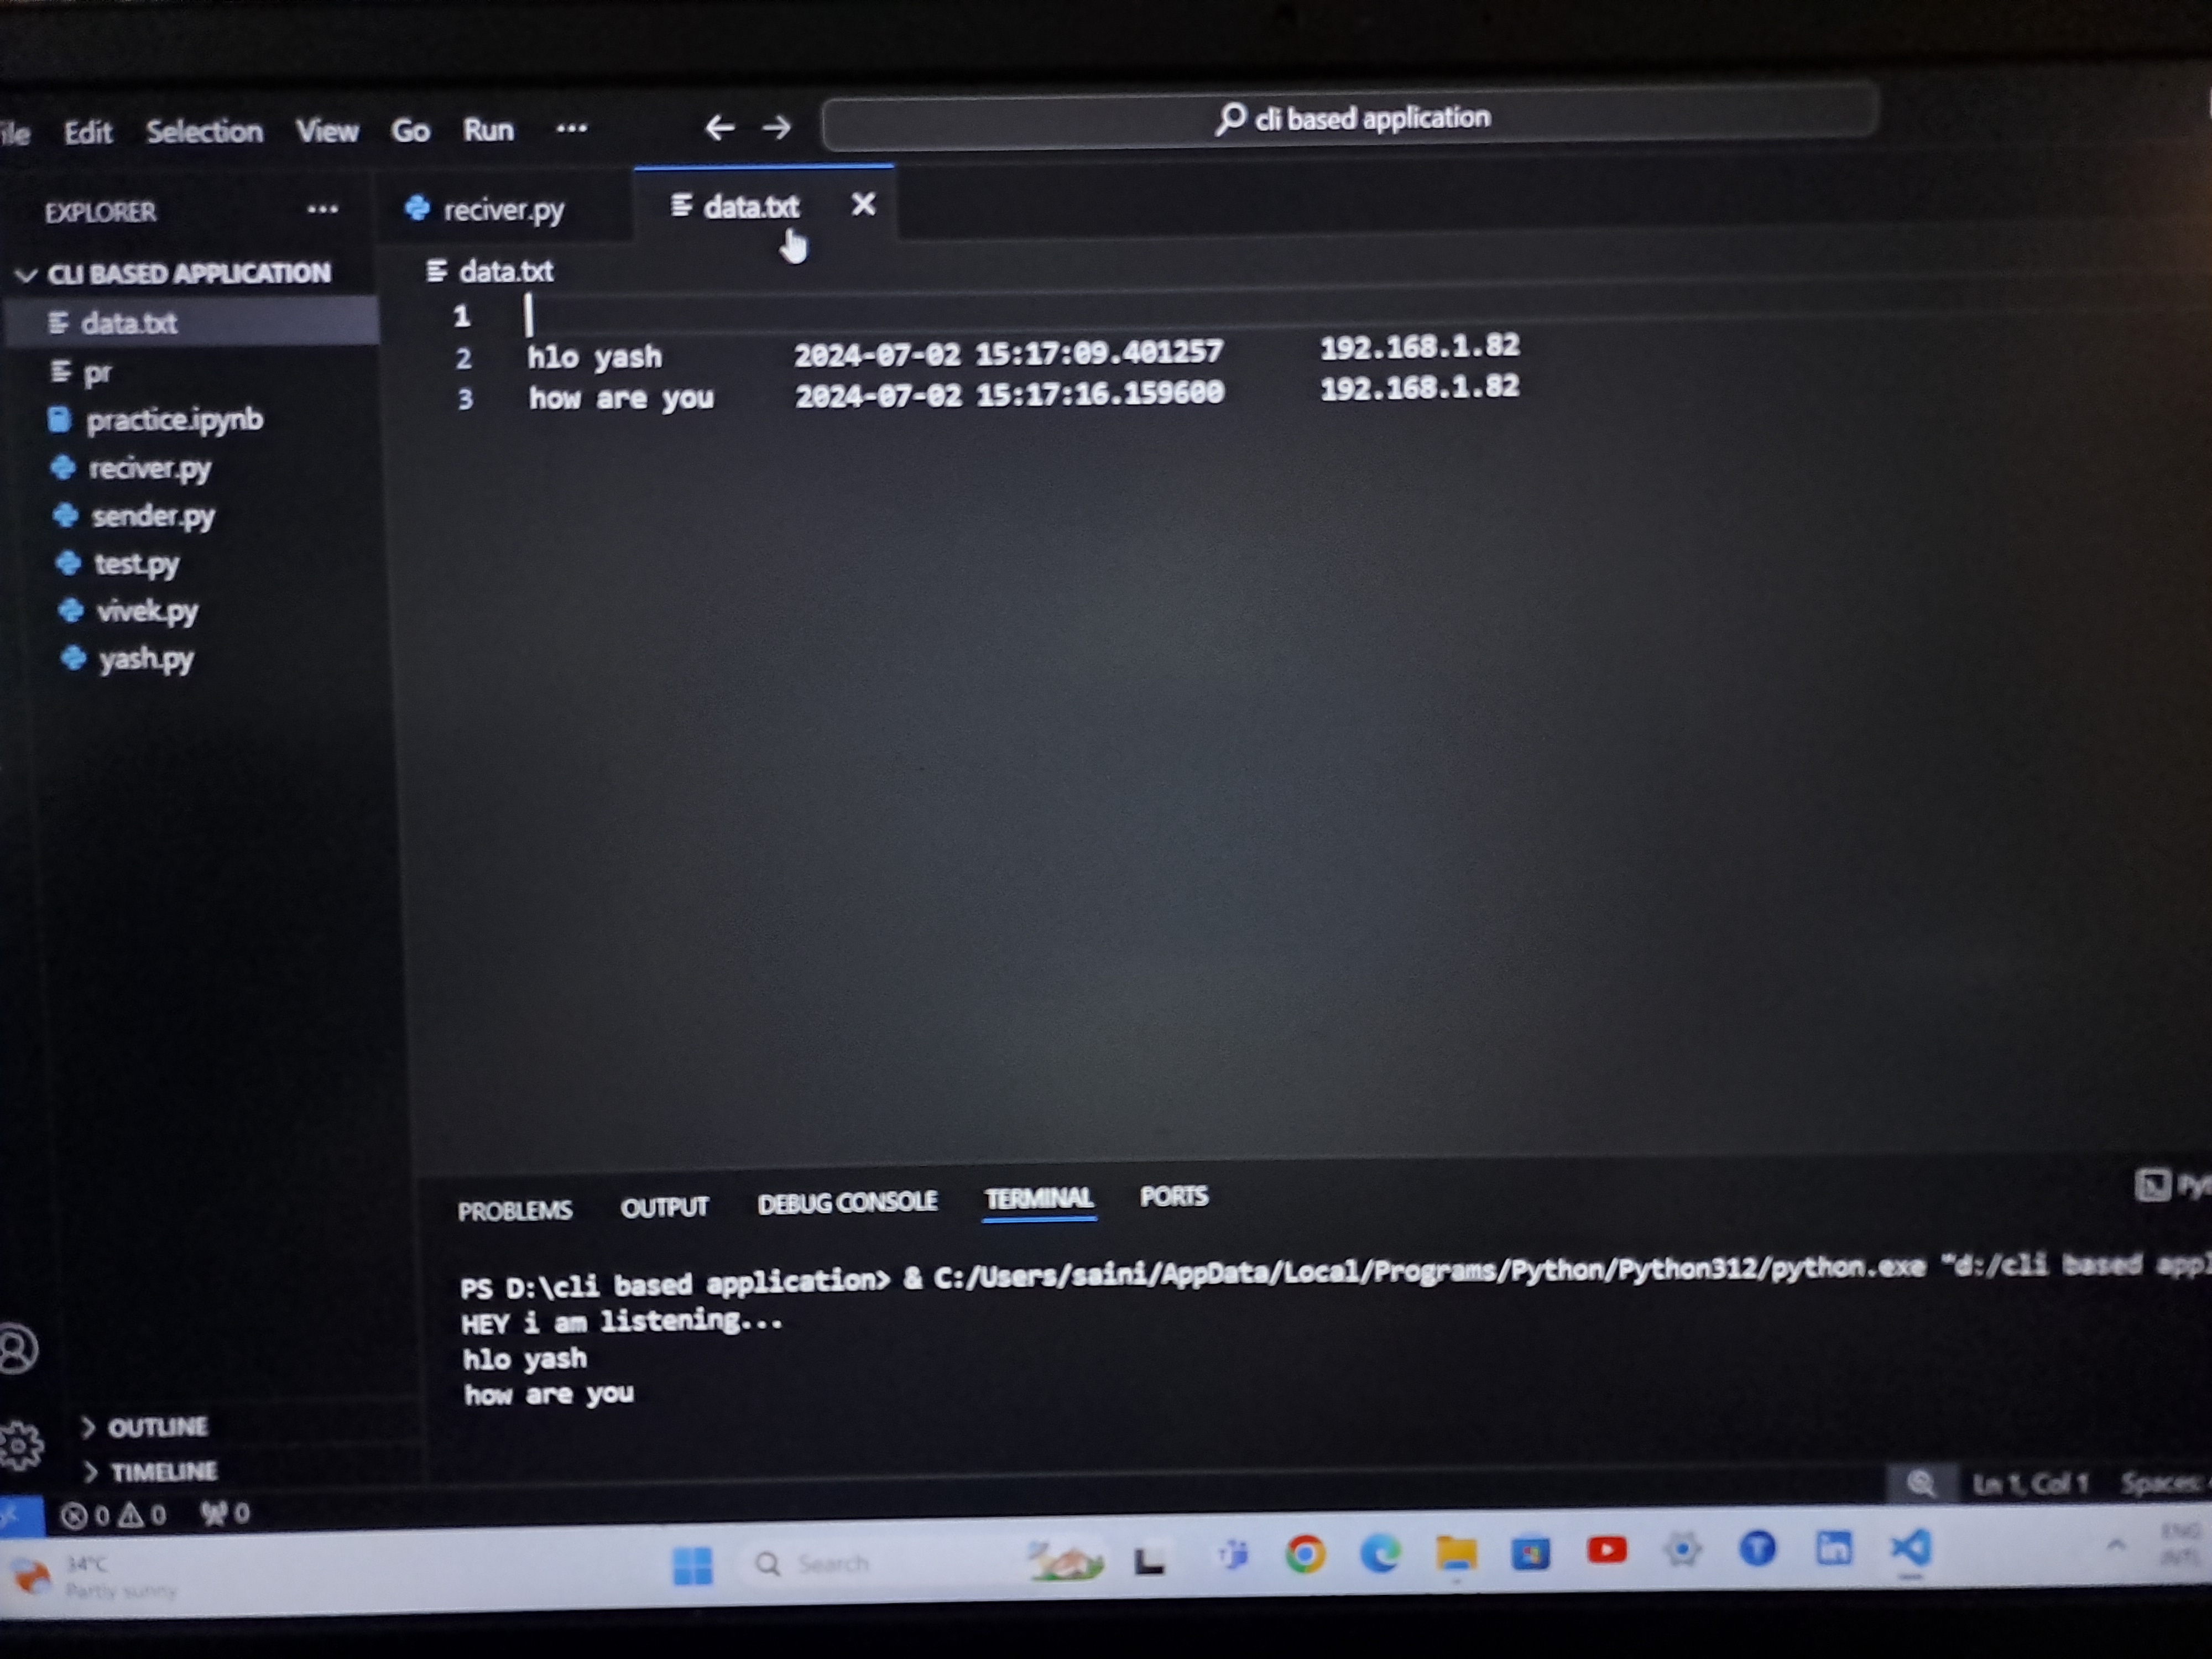 Edit Selection View Go Run ...
cli based application
EXPLORER ...
reciver.py data.txt
CLI BASED APPLICATION
data.txt
pr
practice.ipynb
reciver.py
sender.py
test.py
vivek.py
yash.py
data.txt
1
2 hlo yash 2024-07-02 15:17:09.401257 192.168.1.82
3 how are you 2024-07-02 15:17:16.159600 192.168.1.82
PROBLEMS OUTPUT DEBUG CONSOLE TERMINAL PORTS
PS D:\cli based application> & C:/Users/saini/AppData/Local/Programs/Python/Python312/python.exe "d:/cli based appl
HEY i am listening...
hlo yash
how are you
OUTLINE
TIMELINE
0 0 0
Ln 1, Col 1 Spaces:
34°C
Partly sunny
Search
ENG